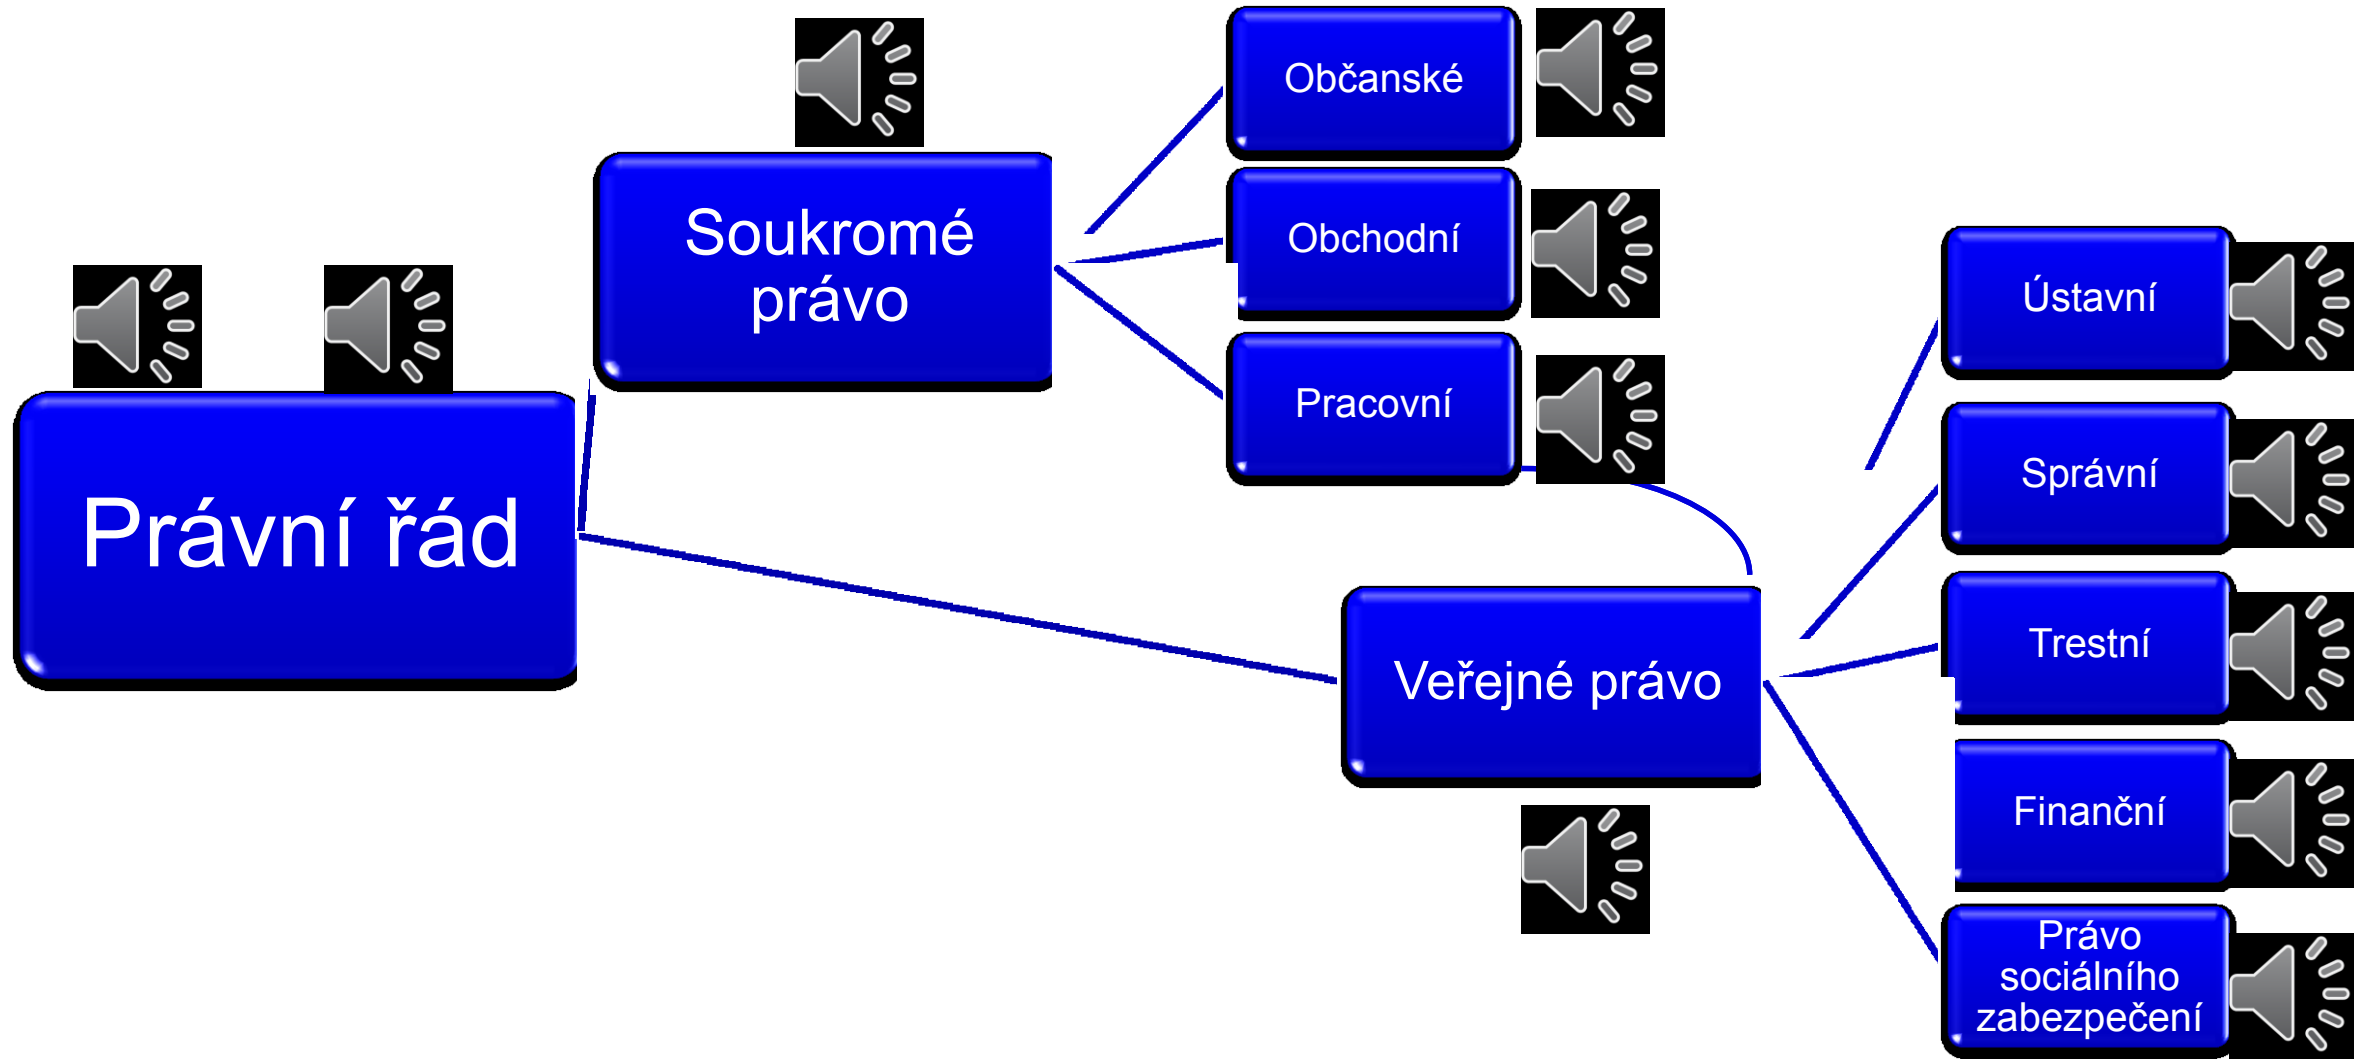 Právní řád
Soukromé
právo
Občanské
Obchodní
Pracovní
Veřejné právo
Ústavní
Správní
Trestní
Finanční
Právo
sociálního
zabezpečení